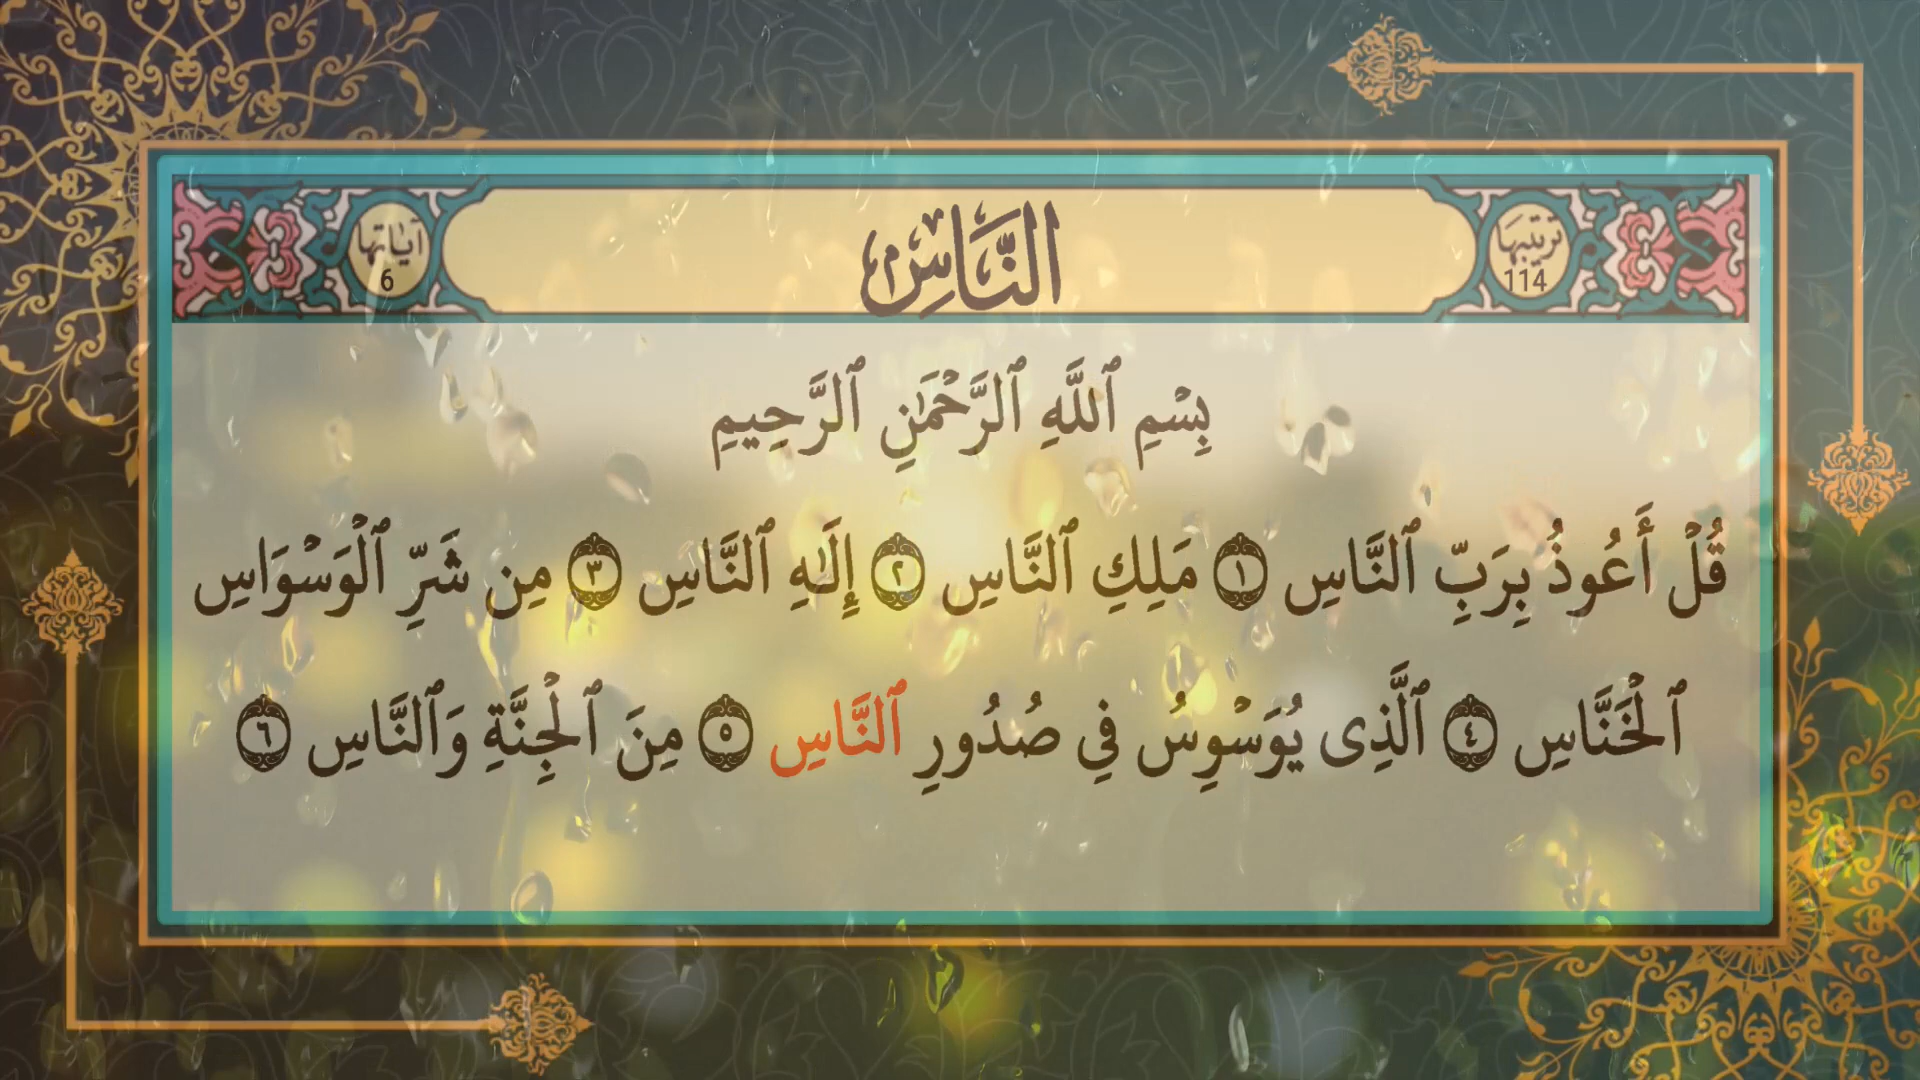 ترتيبها
114
النَّاسِ
آياتها
6
بِسْمِ ٱللَّهِ ٱلرَّحْمَٰنِ ٱلرَّحِيمِ
قُلْ أَعُوذُ بِرَبِّ ٱلنَّاسِ ١ مَلِكِ ٱلنَّاسِ ٢ إِلَٰهِ ٱلنَّاسِ ٣ مِن شَرِّ ٱلْوَسْوَاسِ
ٱلْخَنَّاسِ ٤ ٱلَّذِى يُوَسْوِسُ فِى صُدُورِ ٱلنَّاسِ ٥ مِنَ ٱلْجِنَّةِ وَٱلنَّاسِ ٦